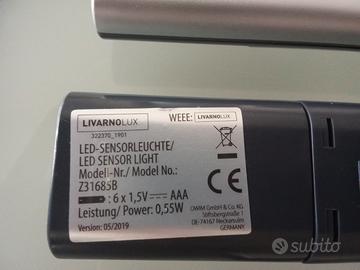 LIVARNOLUX
322370_1901
WEEE:
LED-SENSORLEUCHTE/
LED SENSOR LIGHT
Modell-Nr./ Model No.:
Z31685B
: 6 x 1,5V AAA
Leistung/ Power: 0,55W
Version: 05/2019
OWIM GmbH & Co. KG
Stiftsbergstraße 1
DE-74167 Neckarsulm
GERMANY
CE
subito